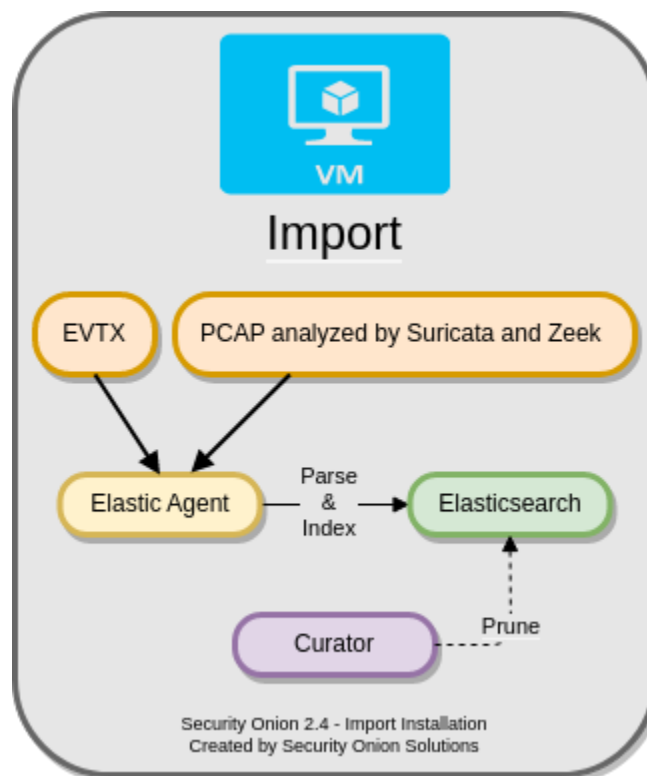 VM
Import
EVTX
PCAP analyzed by Suricata and Zeek
Elastic Agent
Parse
&
Index
Elasticsearch
Prune
Curator
Security Onion 2.4 - Import Installation
Created by Security Onion Solutions